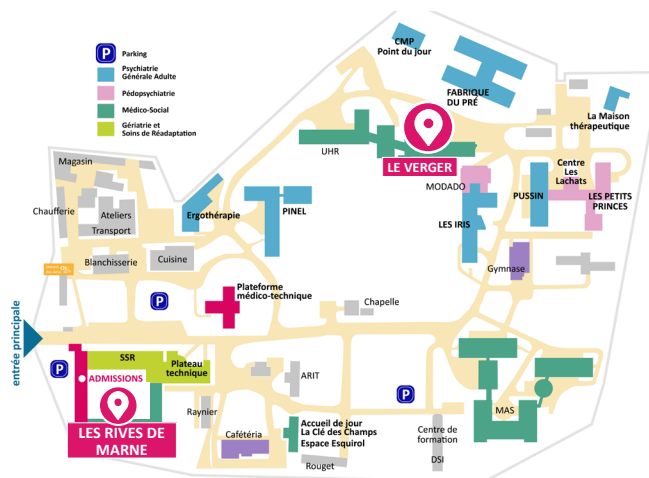 P
Parking
Psychiatrie
Générale Adulte
Pédopsychiatrie
Médico-Social
Gériatrie et
Soins de Réadaptation
CMP
Point du jour
FABRIQUE
DU PRÉ
La Maison
thérapeutique
UHR
LE VERGER
MODADO
Centre
Les
Lachats
PUSSIN
LES PETITS
PRINCES
Magasin
Chaufferie
Ateliers
Transport
Ergothérapie
PINEL
LES IRIS
Blanchisserie
Cuisine
Gymnase
P
Plateforme
médico-technique
Chapelle
entrée principale
P
SSR
Plateau
technique
ADMISSIONS
LES RIVES DE
MARNE
Raynier
ARIT
P
MAS
Cafétéria
Accueil de jour
La Clé des Champs
Espace Esquirol
Rouget
Centre de
formation
DSI